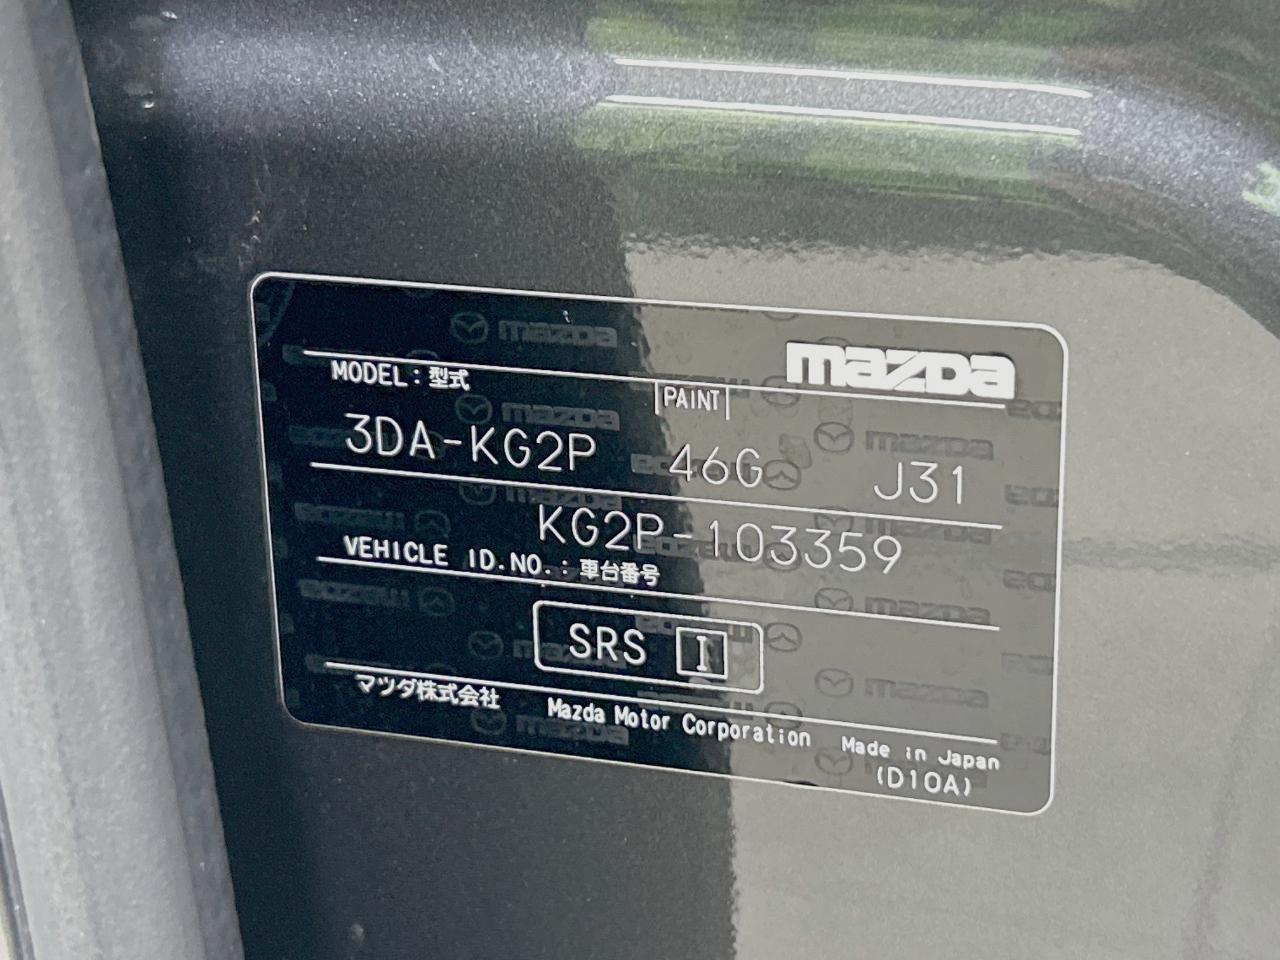 mazda
MODEL：型式
PAINT
3DA-KG2P 46G J31
KG2P-103359
VEHICLE ID.NO.：車台番号
SRS I
マツダ株式会社 Mazda Motor Corporation Made in Japan
(D10A)